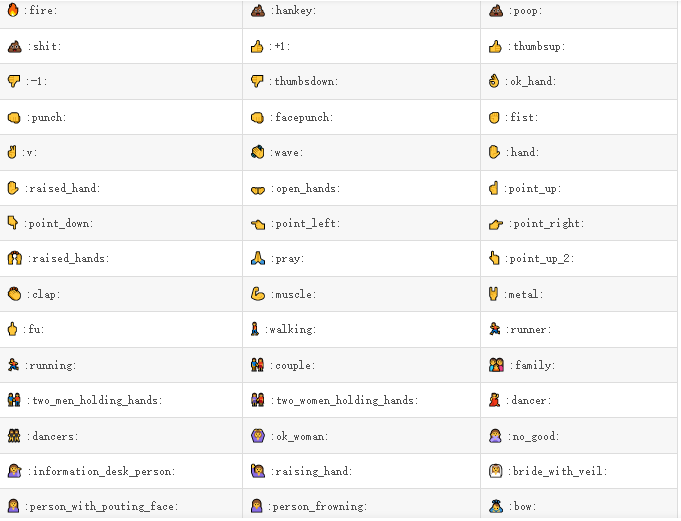 :fire: :hankey: :poop:
:shit: :+1: :thumbsup:
:-1: :thumbsdown: :ok_hand:
:punch: :facepunch: :fist:
:v: :wave: :hand:
:raised_hand: :open_hands: :point_up:
:point_down: :point_left: :point_right:
:raised_hands: :pray: :point_up_2:
:clap: :muscle: :metal:
:fu: :walking: :runner:
:running: :couple: :family:
:two_men_holding_hands: :two_women_holding_hands: :dancer:
:dancers: :ok_woman: :no_good:
:information_desk_person: :raising_hand: :bride_with_veil:
:person_with_pouting_face: :person_frowning: :bow: